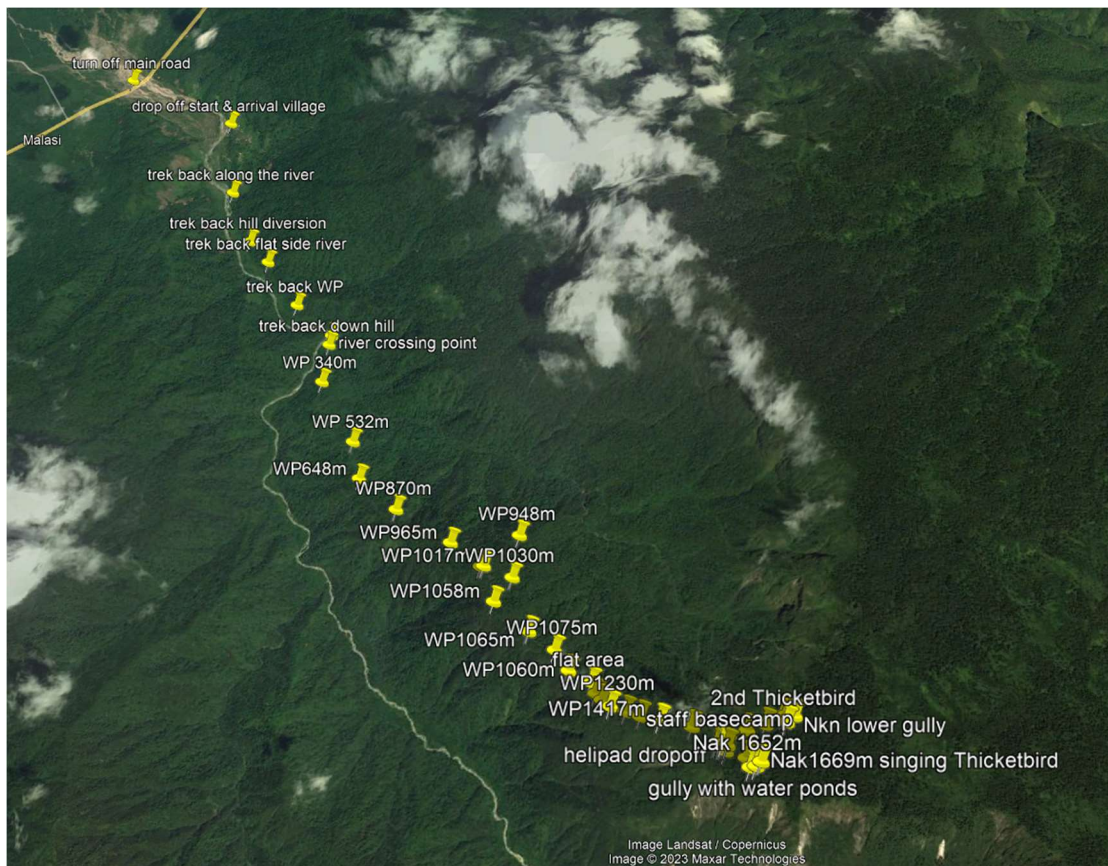 turn off main road
drop off start & arrival village
Malasi
trek back along the river
trek back hill diversion
trek back flat side river
trek back WP
trek back down hill
river crossing point
WP 340m
WP 532m
WP648m
WP870m
WP948m
WP965m
WP1017m
WP1030m
WP1058m
WP1075m
WP1065m
flat area
WP1060m
WP1230m
2nd Thicketbird
WP1417m
staff basecamp
Nkn lower gully
Nak 1652m
helipad dropoff
Nak1669m singing Thicketbird
gully with water ponds
Image Landsat / Copernicus
Image © 2023 Maxar Technologies